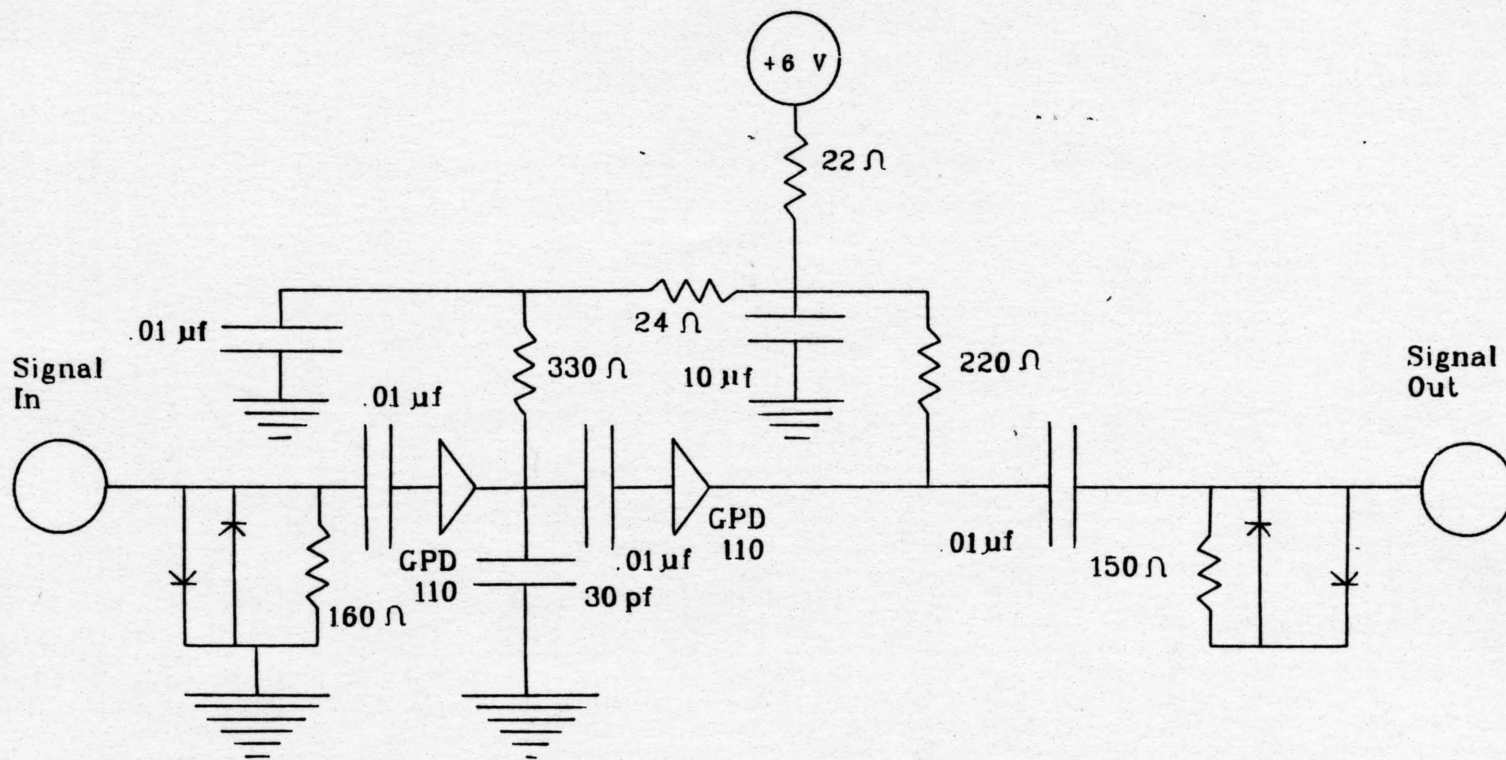 +6 V
22 Ω
24 Ω
.01 µf
330 Ω
10 µf
220 Ω
Signal
In
Signal
Out
.01 µf
GPD
110
.01 µf
30 pf
GPD
110
.01 µf
160 Ω
150 Ω